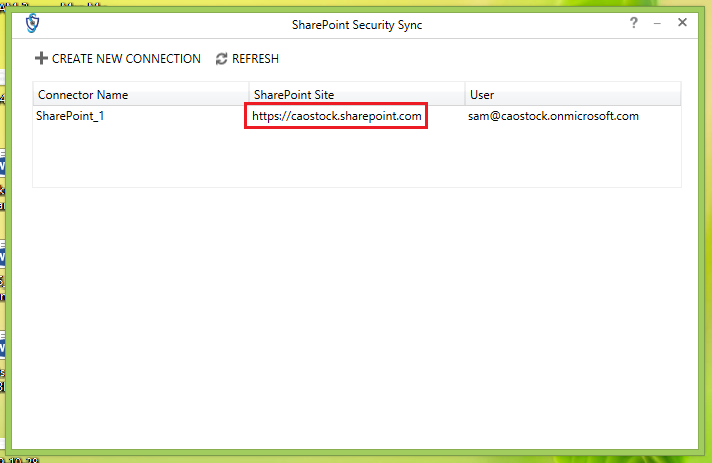 SharePoint Security Sync
?
CREATE NEW CONNECTION REFRESH
Connector Name SharePoint Site User
SharePoint_1 https://caostock.sharepoint.com sam@caostock.onmicrosoft.com